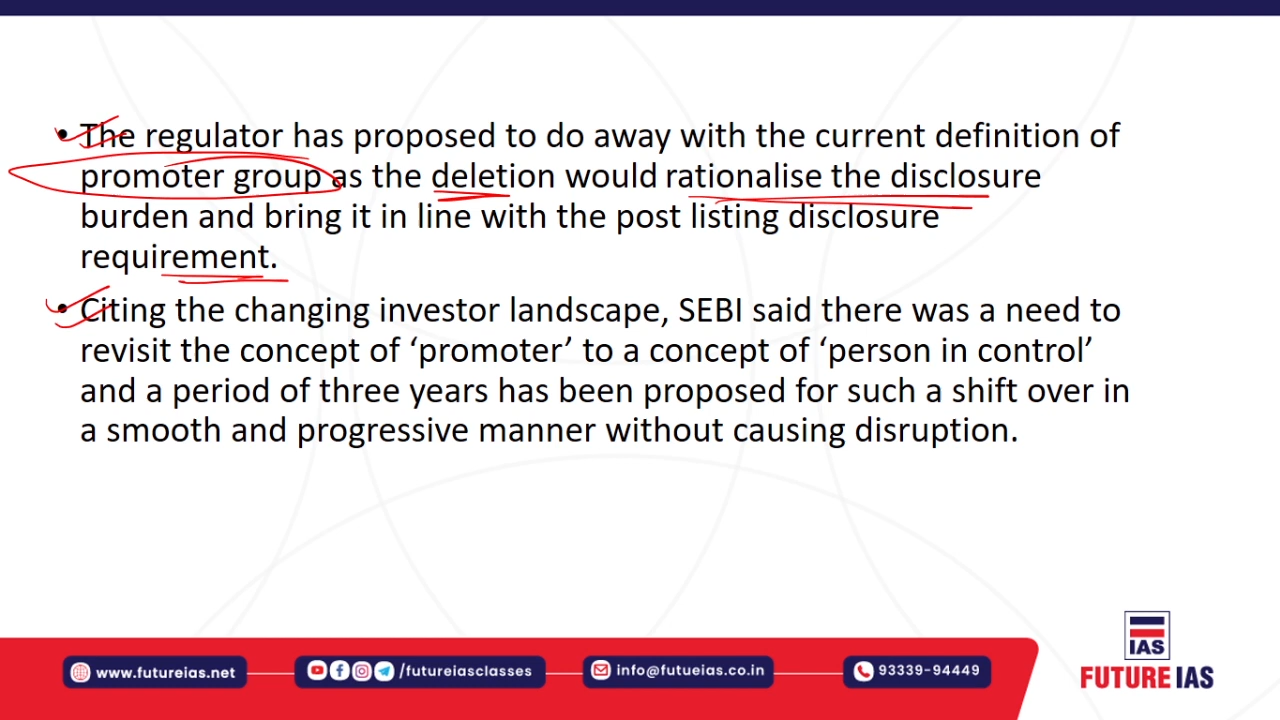 • The regulator has proposed to do away with the current definition of
promoter group as the deletion would rationalise the disclosure
burden and bring it in line with the post listing disclosure
requirement.
• Citing the changing investor landscape, SEBI said there was a need to
revisit the concept of ‘promoter’ to a concept of ‘person in control’
and a period of three years has been proposed for such a shift over in
a smooth and progressive manner without causing disruption.
IAS
www.futureias.net /futureiasclasses info@futueias.co.in 93339-94449
FUTURE IAS